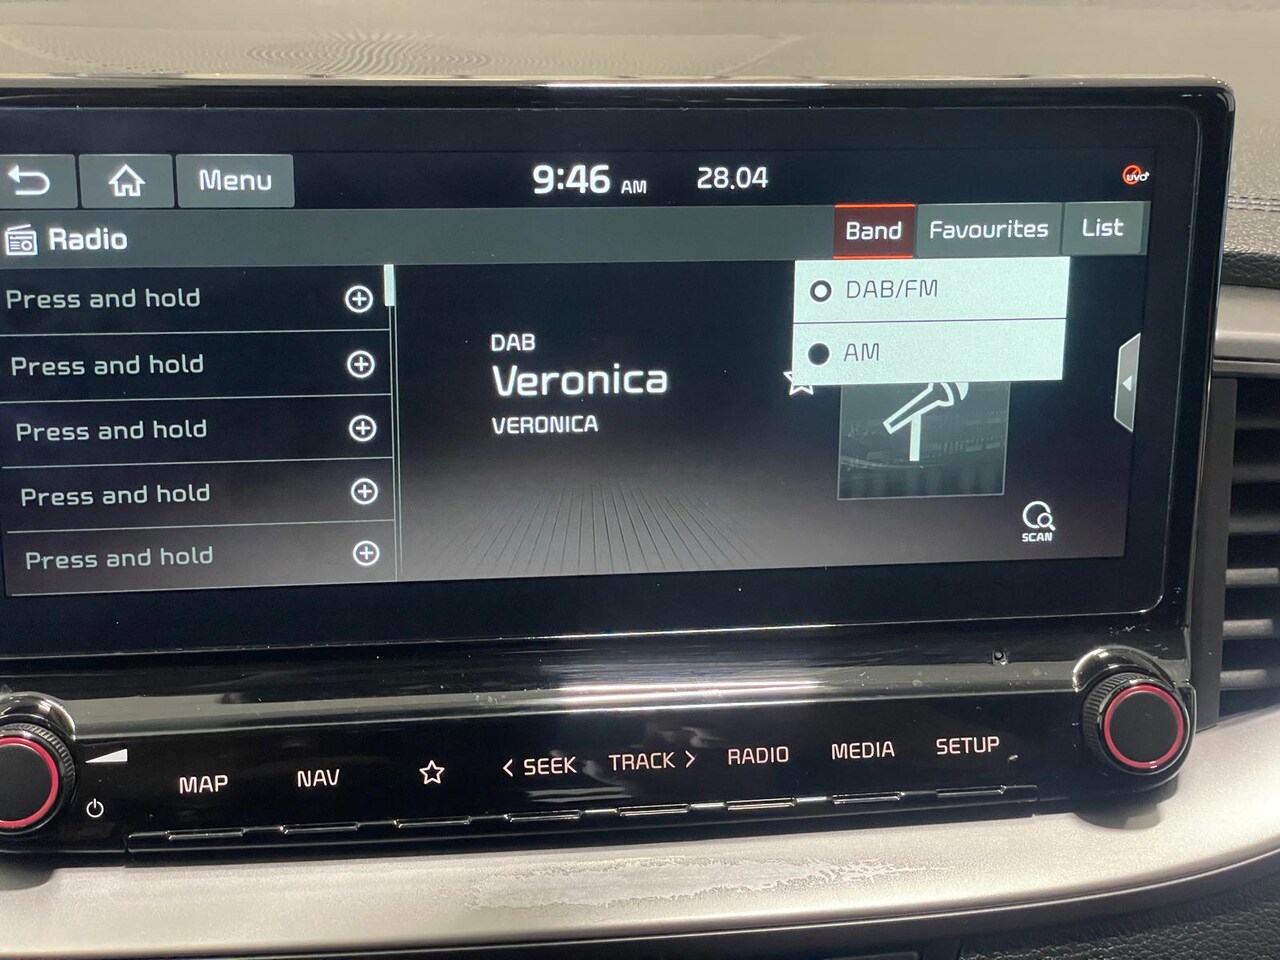 Menu
9:46 AM
28.04
UVO+
Radio
Band
Favourites
List
Press and hold
Press and hold
Press and hold
Press and hold
Press and hold
DAB
Veronica
VERONICA
DAB/FM
AM
SCAN
MAP
NAV
< SEEK
TRACK >
RADIO
MEDIA
SETUP